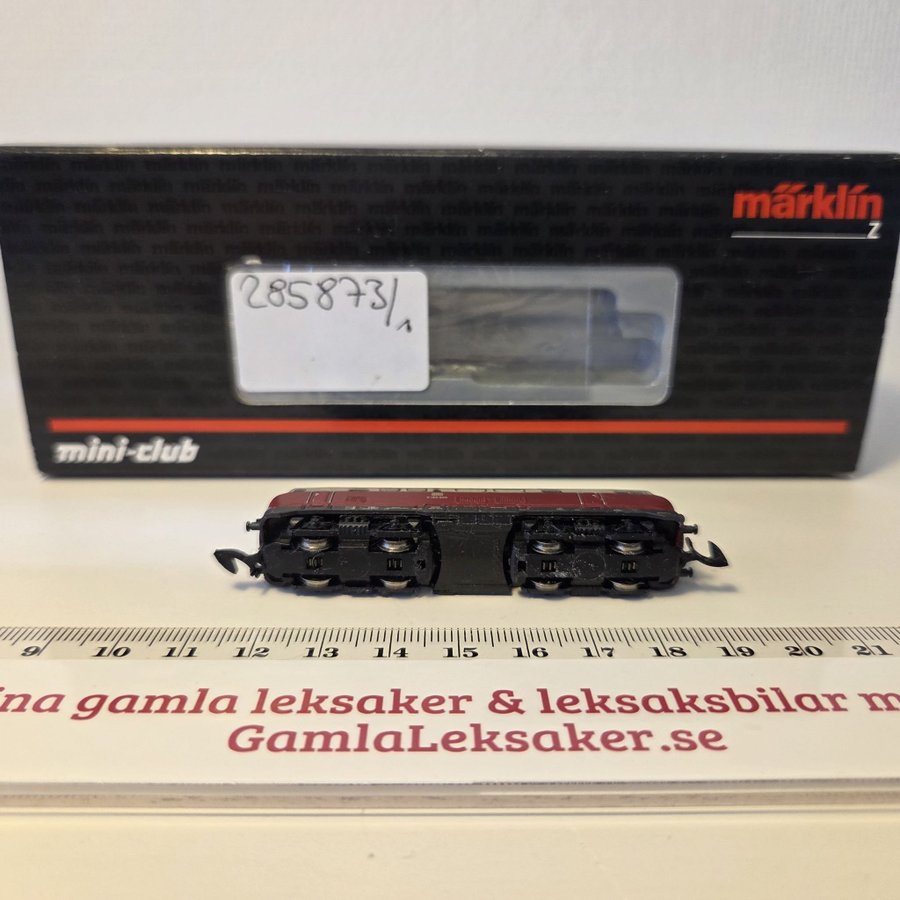 märklin
Z
285873/1
mini-club
9 10 11 12 13 14 15 16 17 18 19 20 21
ina gamla leksaker & leksaksbilar m
GamlaLeksaker.se